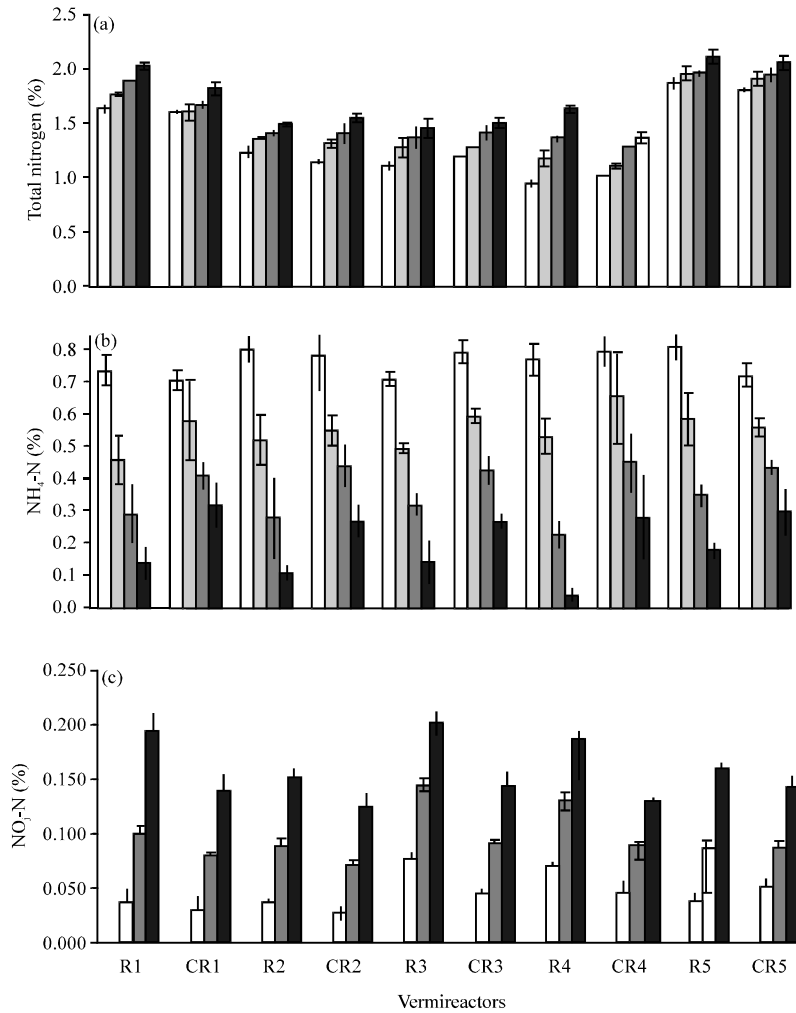 (a)
Total nitrogen (%)
2.5
2.0
1.5
1.0
0.5
0.0
(b)
NH4-N (%)
0.8
0.7
0.6
0.5
0.4
0.3
0.2
0.1
0.0
(c)
NO3-N (%)
0.250
0.200
0.150
0.100
0.050
0.000
R1 CR1 R2 CR2 R3 CR3 R4 CR4 R5 CR5
Vermireactors